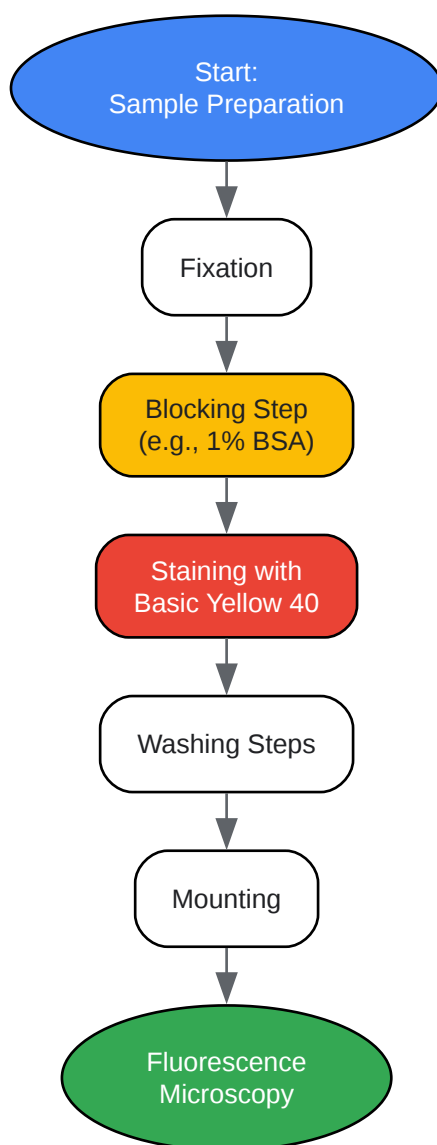 Start:
Sample Preparation
Fixation
Blocking Step
(e.g., 1% BSA)
Staining with
Basic Yellow 40
Washing Steps
Mounting
Fluorescence
Microscopy